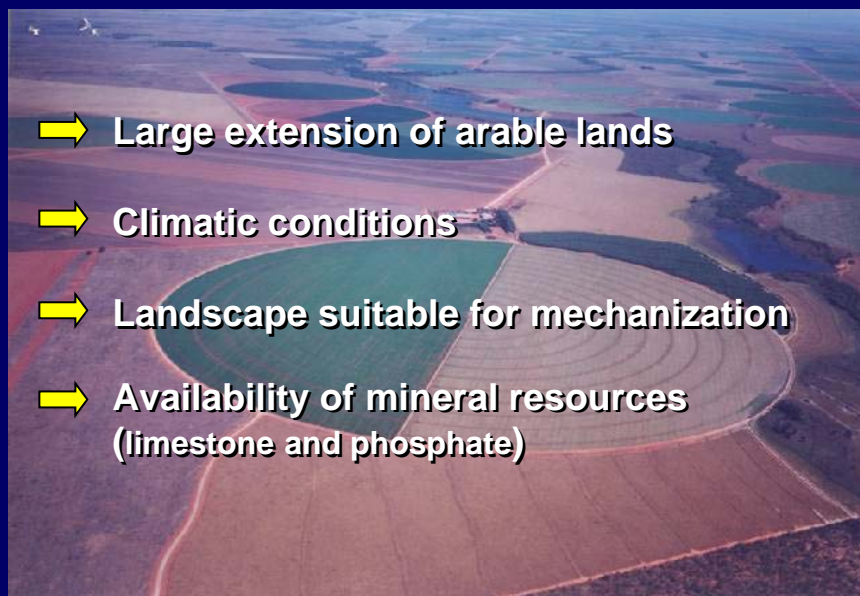 Large extension of arable lands
Climatic conditions
Landscape suitable for mechanization
Availability of mineral resources
(limestone and phosphate)